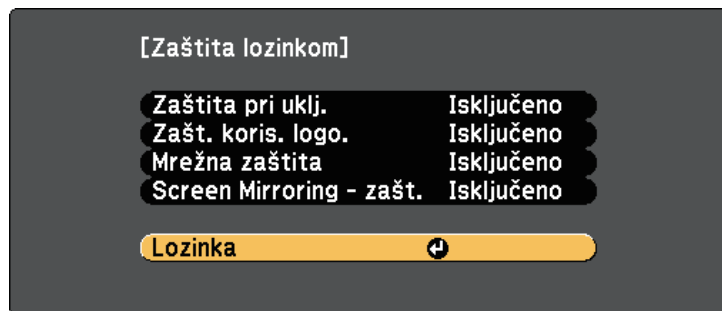 [Zaštita lozinkom]
Zaštita pri uklj. Isključeno
Zašt. koris. logo. Isključeno
Mrežna zaštita Isključeno
Screen Mirroring - zašt. Isključeno
Lozinka